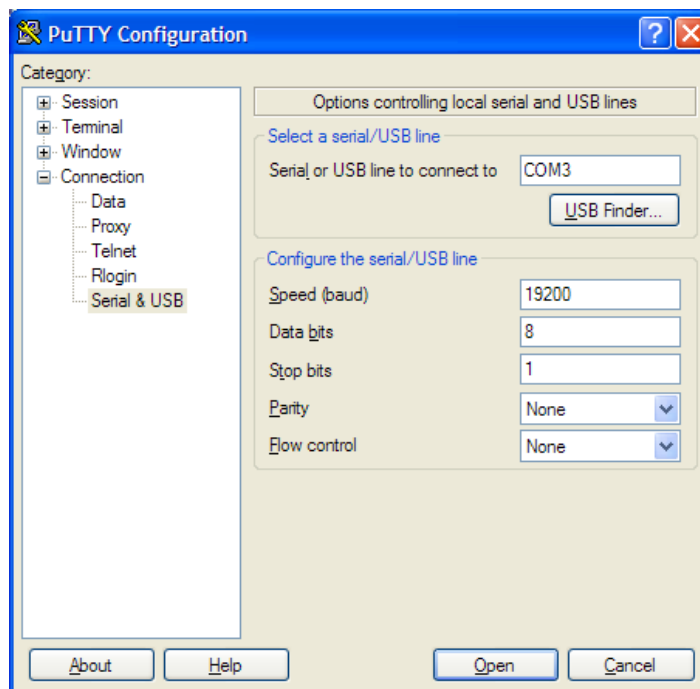 PuTTY Configuration
Category:
Session
Terminal
Window
Connection
Data
Proxy
Telnet
Rlogin
Serial & USB
Options controlling local serial and USB lines
Select a serial/USB line
Serial or USB line to connect to COM3
USB Finder...
Configure the serial/USB line
Speed (baud) 19200
Data bits 8
Stop bits 1
Parity None
Flow control None
About Help Open Cancel